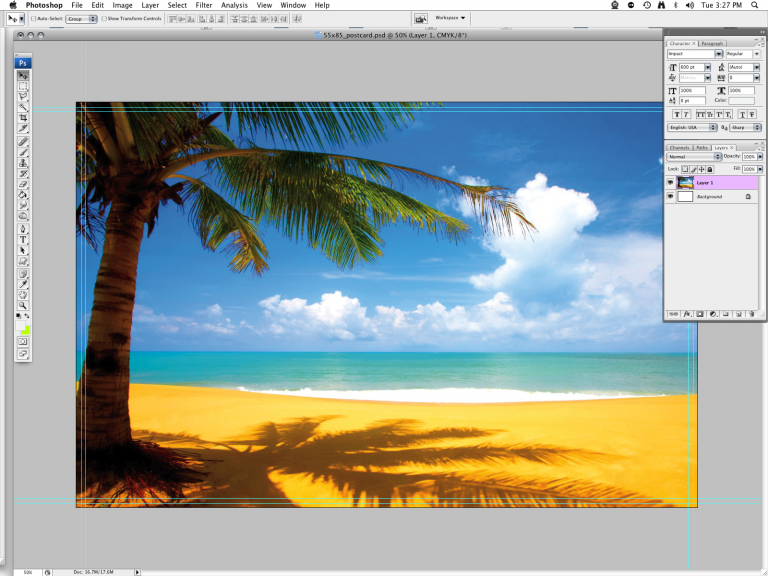 Photoshop File Edit Image Layer Select Filter Analysis View Window Help Tue 3:27 PM
Auto-Select: Group Show Transform Controls Workspace
55x85_postcard.psd @ 50% (Layer 1, CMYK/8*)
Ps
T
Character x Paragraph
Impact Regular
600 pt (Auto)
0
100% 100%
0 pt Color:
T T TT Tr T¹ T₁ T T
English: USA Sharp
Channels Paths Layers x
Normal Opacity: 100%
Lock: Fill: 100%
Layer 1
Background
50% Doc: 16.7M/17.6M